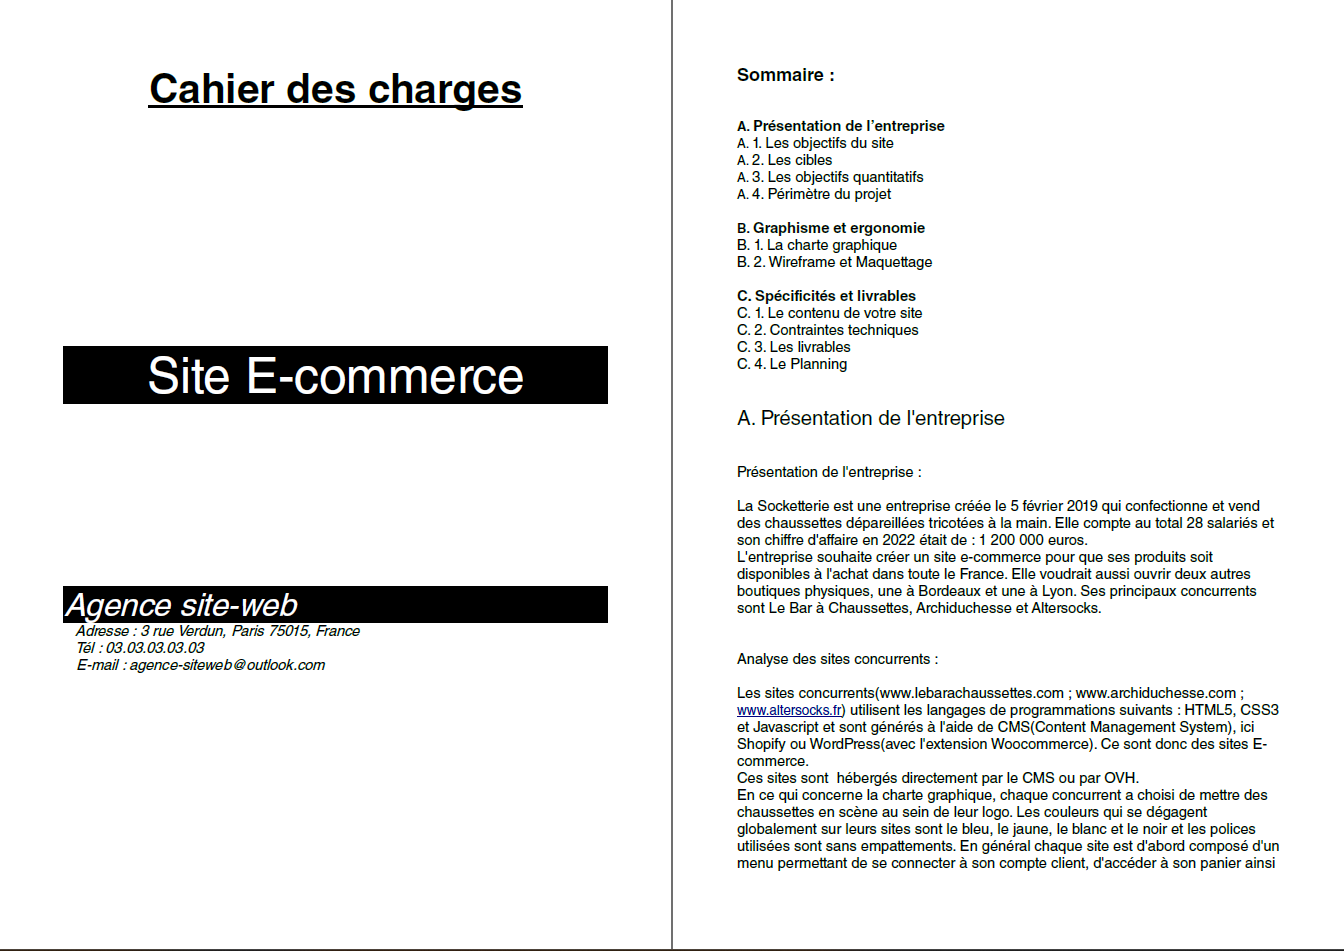 Cahier des charges
Site E-commerce
Agence site-web
Adresse : 3 rue Verdun, Paris 75015, France
Tél : 03.03.03.03.03
E-mail : agence-siteweb@outlook.com
Sommaire :
A. Présentation de l’entreprise
A. 1. Les objectifs du site
A. 2. Les cibles
A. 3. Les objectifs quantitatifs
A. 4. Périmètre du projet
B. Graphisme et ergonomie
B. 1. La charte graphique
B. 2. Wireframe et Maquettage
C. Spécificités et livrables
C. 1. Le contenu de votre site
C. 2. Contraintes techniques
C. 3. Les livrables
C. 4. Le Planning
A. Présentation de l'entreprise
Présentation de l'entreprise :
La Socketterie est une entreprise créée le 5 février 2019 qui confectionne et vend
des chaussettes dépareillées tricotées à la main. Elle compte au total 28 salariés et
son chiffre d'affaire en 2022 était de : 1 200 000 euros.
L'entreprise souhaite créer un site e-commerce pour que ses produits soit
disponibles à l'achat dans toute le France. Elle voudrait aussi ouvrir deux autres
boutiques physiques, une à Bordeaux et une à Lyon. Ses principaux concurrents
sont Le Bar à Chaussettes, Archiduchesse et Altersocks.
Analyse des sites concurrents :
Les sites concurrents(www.lebarachaussettes.com ; www.archiduchesse.com ;
www.altersocks.fr) utilisent les langages de programmations suivants : HTML5, CSS3
et Javascript et sont générés à l'aide de CMS(Content Management System), ici
Shopify ou WordPress(avec l'extension Woocommerce). Ce sont donc des sites E-
commerce.
Ces sites sont  hébergés directement par le CMS ou par OVH.
En ce qui concerne la charte graphique, chaque concurrent a choisi de mettre des
chaussettes en scène au sein de leur logo. Les couleurs qui se dégagent
globalement sur leurs sites sont le bleu, le jaune, le blanc et le noir et les polices
utilisées sont sans empattements. En général chaque site est d'abord composé d'un
menu permettant de se connecter à son compte client, d'accéder à son panier ainsi